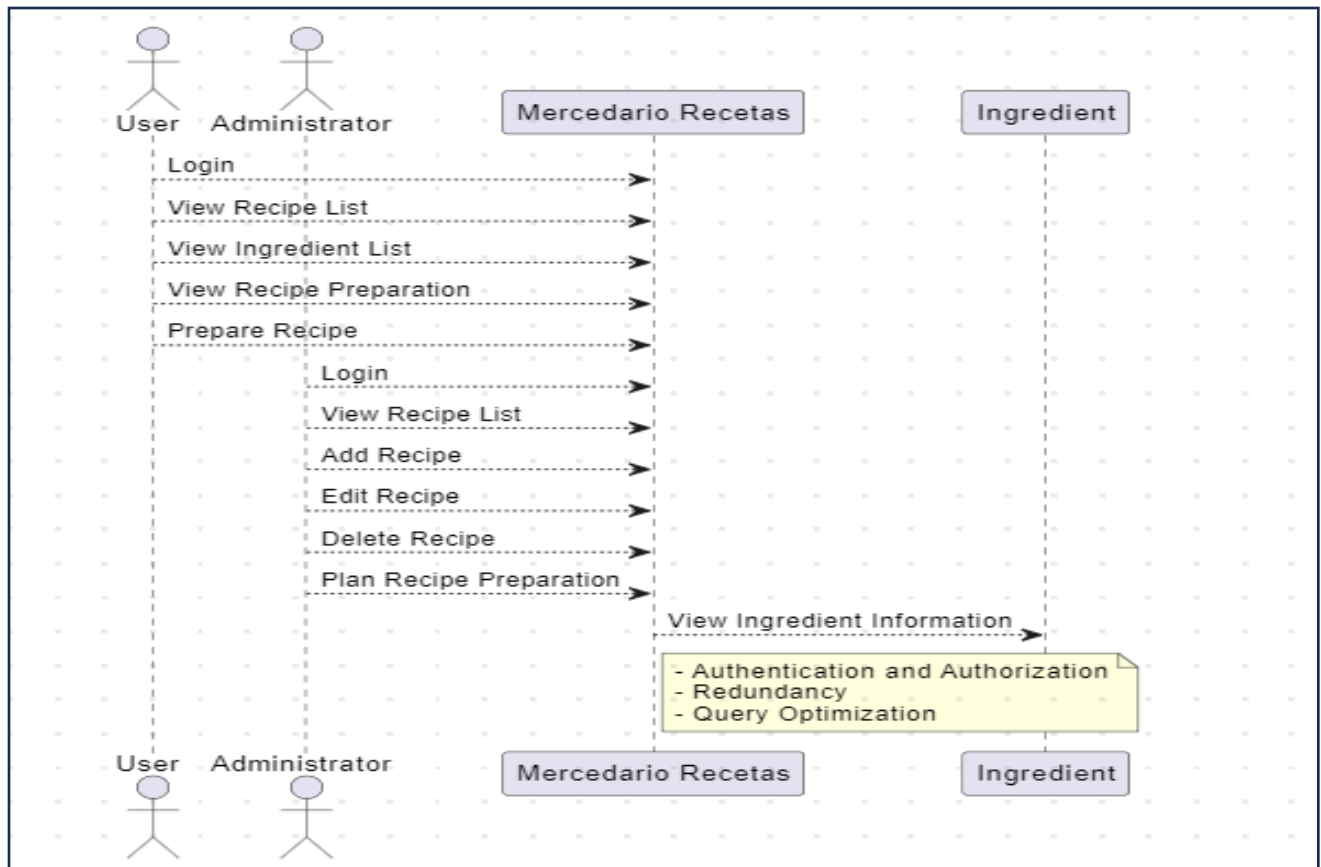 User
Administrator
Mercedario Recetas
Ingredient
Login
View Recipe List
View Ingredient List
View Recipe Preparation
Prepare Recipe
Login
View Recipe List
Add Recipe
Edit Recipe
Delete Recipe
Plan Recipe Preparation
View Ingredient Information
- Authentication and Authorization
- Redundancy
- Query Optimization
User
Administrator
Mercedario Recetas
Ingredient